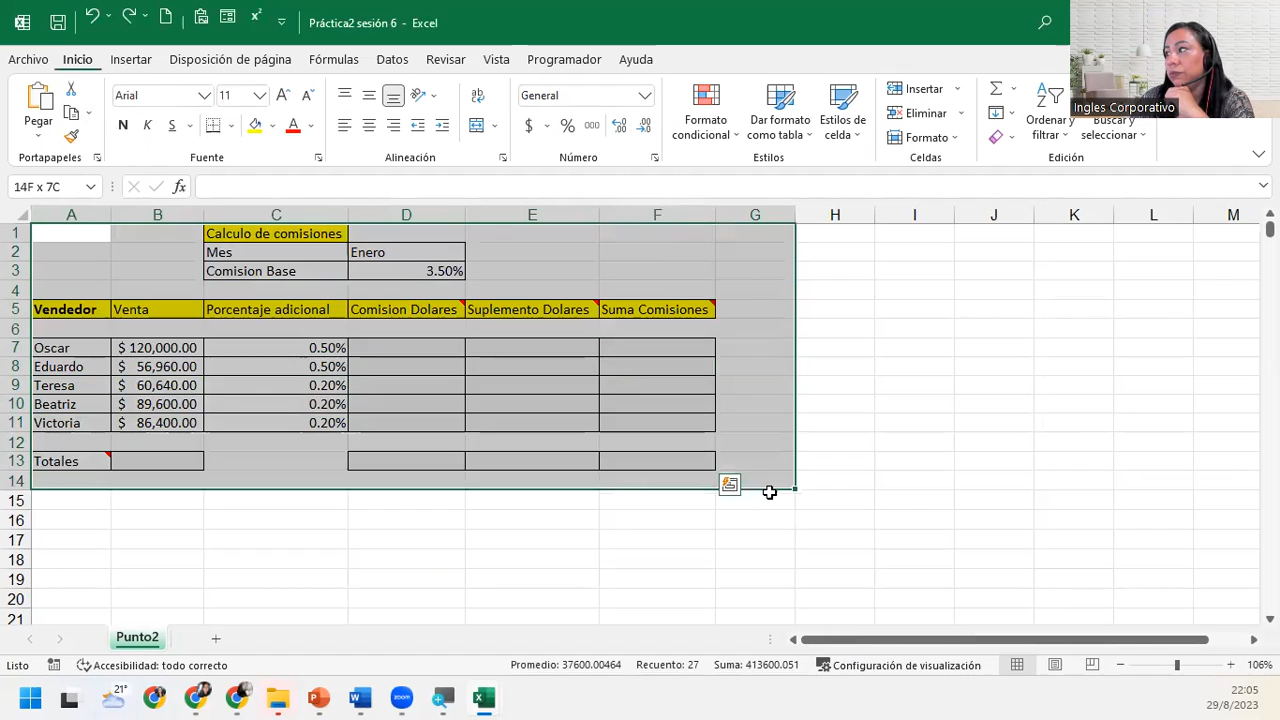 Práctica2 sesión 6 - Excel
Archivo Inicio Insertar Disposición de página Fórmulas Datos Revisar Vista Programador Ayuda
Ingles Corporativo
Pegar
Arial 11
N K S
General
$ % 000
Formato condicional
Dar formato como tabla
Estilos de celda
Insertar
Eliminar
Formato
Ordenar y filtrar
Buscar y seleccionar
Portapapeles Fuente Alineación Número Estilos Celdas Edición
14F x 7C fx
A B C D E F G H I J K L M
1 Calculo de comisiones
2 Mes Enero
3 Comision Base 3.50%
4
5 Vendedor Venta Porcentaje adicional Comision Dolares Suplemento Dolares Suma Comisiones
6
7 Oscar $ 120,000.00 0.50%
8 Eduardo $ 56,960.00 0.50%
9 Teresa $ 60,640.00 0.20%
10 Beatriz $ 89,600.00 0.20%
11 Victoria $ 86,400.00 0.20%
12
13 Totales
14
15
16
17
18
19
20
21
Punto2
Listo Accesibilidad: todo correcto Promedio: 37600.00464 Recuento: 27 Suma: 413600.051 Configuración de visualización 106%
21°
22:05
29/8/2023